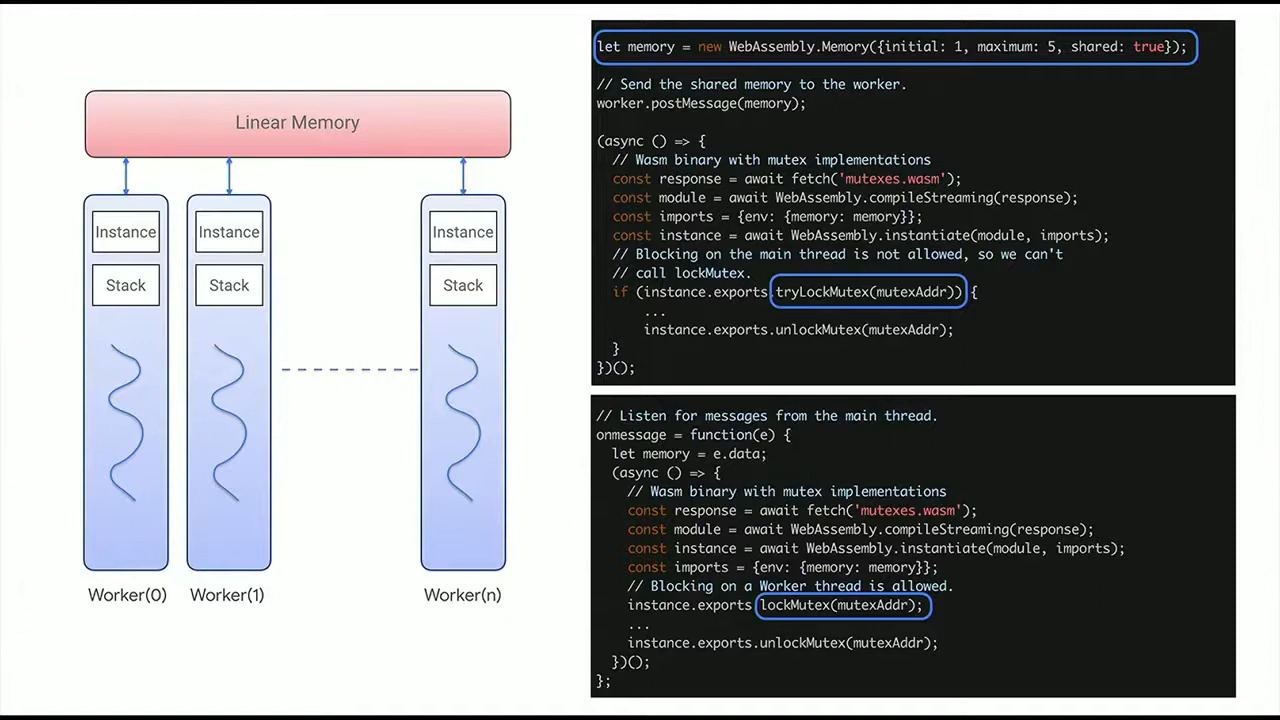 Linear Memory
Instance
Instance
Instance
Stack
Stack
Stack
Worker(0)
Worker(1)
Worker(n)
let memory = new WebAssembly.Memory({initial: 1, maximum: 5, shared: true});
// Send the shared memory to the worker.
worker.postMessage(memory);
(async () => {
// Wasm binary with mutex implementations
const response = await fetch('mutexes.wasm');
const module = await WebAssembly.compileStreaming(response);
const imports = {env: {memory: memory}};
const instance = await WebAssembly.instantiate(module, imports);
// Blocking on the main thread is not allowed, so we can't
// call lockMutex.
if (instance.exports.tryLockMutex(mutexAddr)) {
...
instance.exports.unlockMutex(mutexAddr);
}
})();
// Listen for messages from the main thread.
onmessage = function(e) {
let memory = e.data;
(async () => {
// Wasm binary with mutex implementations
const response = await fetch('mutexes.wasm');
const module = await WebAssembly.compileStreaming(response);
const instance = await WebAssembly.instantiate(module, imports);
const imports = {env: {memory: memory}};
// Blocking on a Worker thread is allowed.
instance.exports.lockMutex(mutexAddr);
...
instance.exports.unlockMutex(mutexAddr);
})();
};